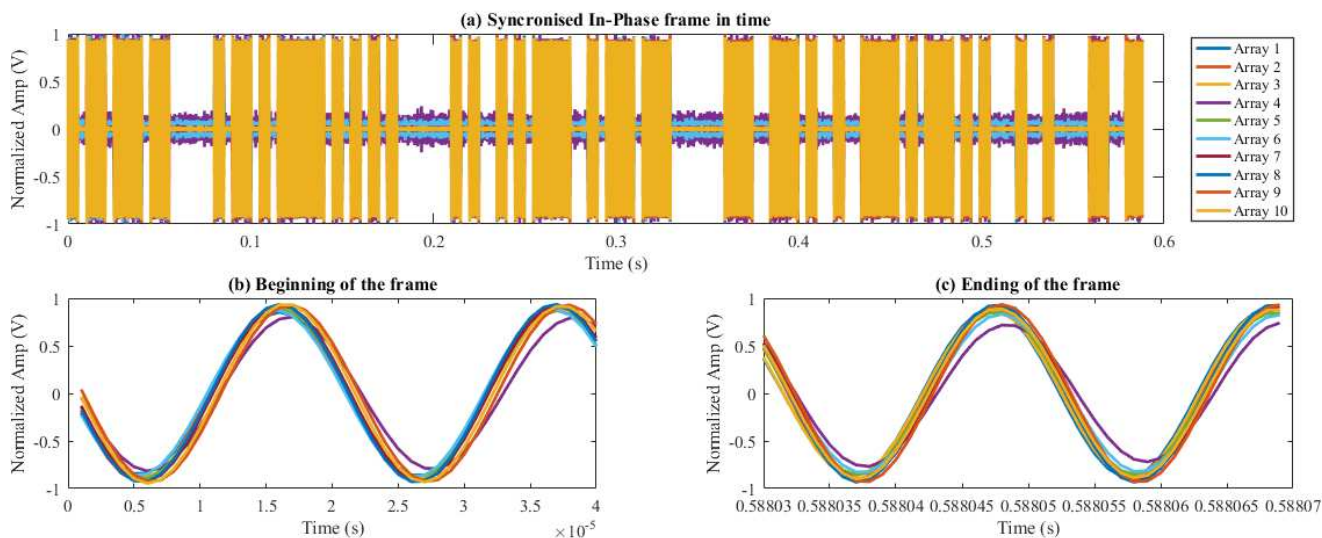 (a) Syncronised In-Phase frame in time
Normalized Amp (V)
1
0.5
0
-0.5
-1
0 0.1 0.2 0.3 0.4 0.5 0.6
Time (s)
Array 1
Array 2
Array 3
Array 4
Array 5
Array 6
Array 7
Array 8
Array 9
Array 10
(b) Beginning of the frame
Normalized Amp (V)
1
0.5
0
-0.5
-1
0 0.5 1 1.5 2 2.5 3 3.5 4
Time (s)
×10⁻⁵
(c) Ending of the frame
Normalized Amp (V)
1
0.5
0
-0.5
-1
0.58803 0.588035 0.58804 0.588045 0.58805 0.588055 0.58806 0.588065 0.58807
Time (s)